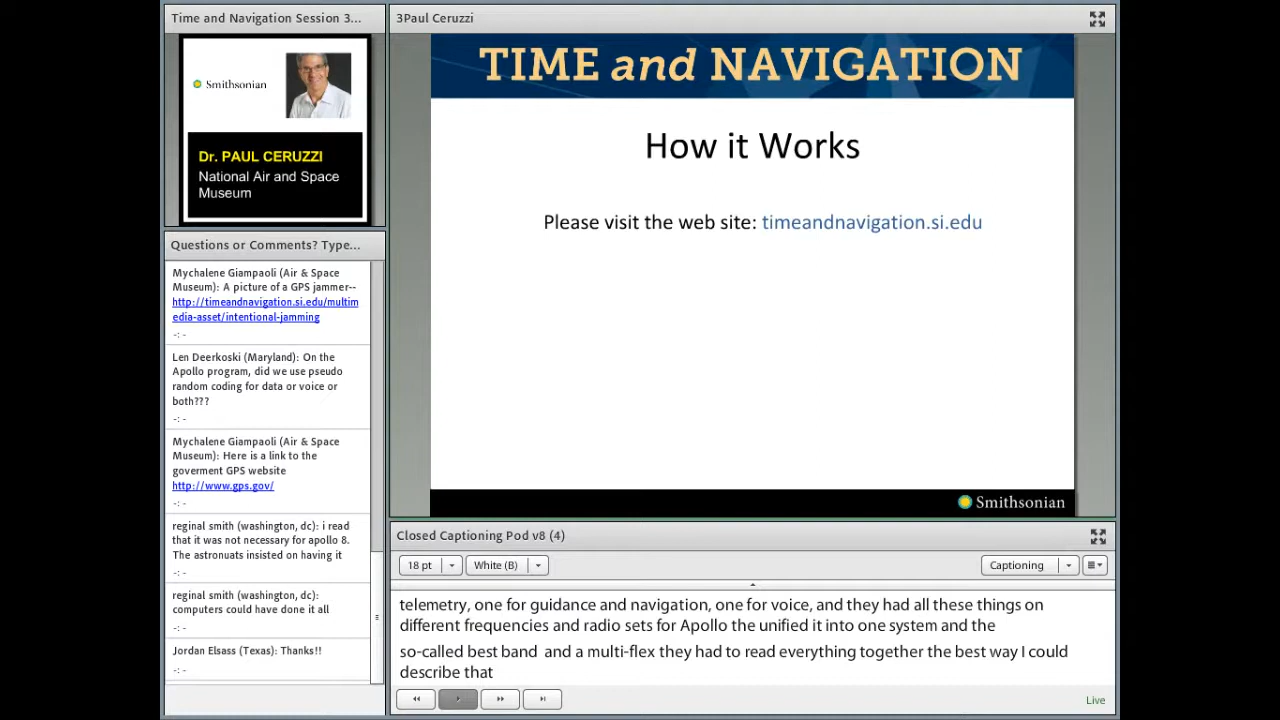 Time and Navigation Session 3...
Smithsonian
Dr. PAUL CERUZZI
National Air and Space
Museum
Questions or Comments? Type...
Mychalene Giampaoli (Air & Space
Museum): A picture of a GPS jammer--
http://timeandnavigation.si.edu/multim
edia-asset/intentional-jamming
-:-
Len Deerkoski (Maryland): On the
Apollo program, did we use pseudo
random coding for data or voice or
both???
-:-
Mychalene Giampaoli (Air & Space
Museum): Here is a link to the
goverment GPS website
http://www.gps.gov/
-:-
reginal smith (washington, dc): i read
that it was not necessary for apollo 8.
The astronuats insisted on having it
-:-
reginal smith (washington, dc):
computers could have done it all
-:-
Jordan Elsass (Texas): Thanks!!
-:-
3Paul Ceruzzi
TIME and NAVIGATION
How it Works
Please visit the web site: timeandnavigation.si.edu
Smithsonian
Closed Captioning Pod v8 (4)
18 pt
White (B)
Captioning
telemetry, one for guidance and navigation, one for voice, and they had all these things on
different frequencies and radio sets for Apollo the unified it into one system and the
so-called best band and a multi-flex they had to read everything together the best way I could
describe that
Live